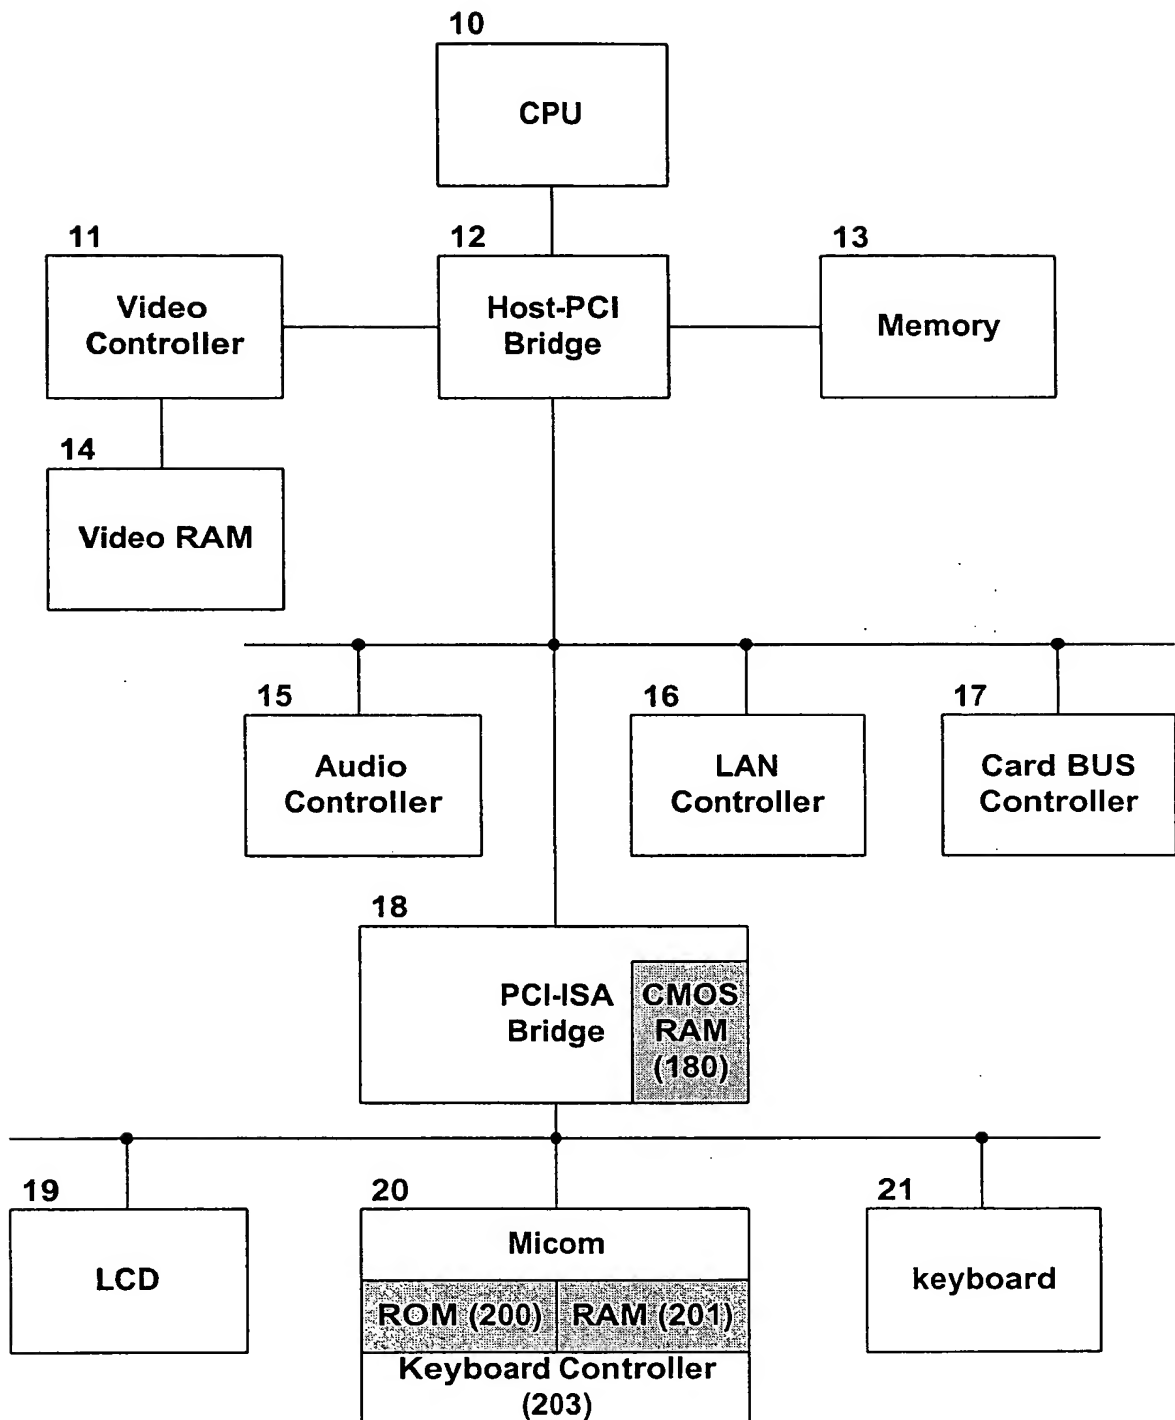 10
CPU
11
12
13
Video
Controller
Host-PCI
Bridge
Memory
14
Video RAM
15
16
17
Audio
Controller
LAN
Controller
Card BUS
Controller
18
PCI-ISA
Bridge
CMOS
RAM
(180)
19
20
21
LCD
Micom
keyboard
ROM (200)
RAM (201)
Keyboard Controller
(203)